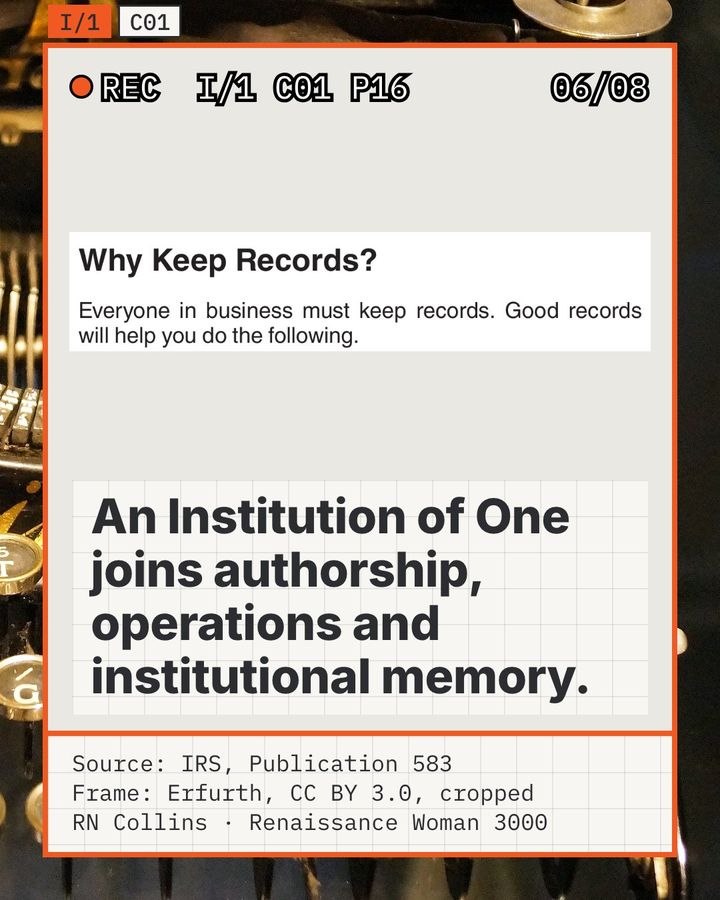 I/1 C01
REC I/1 C01 P16 06/08
Why Keep Records?
Everyone in business must keep records. Good records
will help you do the following.
An Institution of One
joins authorship,
operations and
institutional memory.
Source: IRS, Publication 583
Frame: Erfurth, CC BY 3.0, cropped
RN Collins · Renaissance Woman 3000
5
T
G